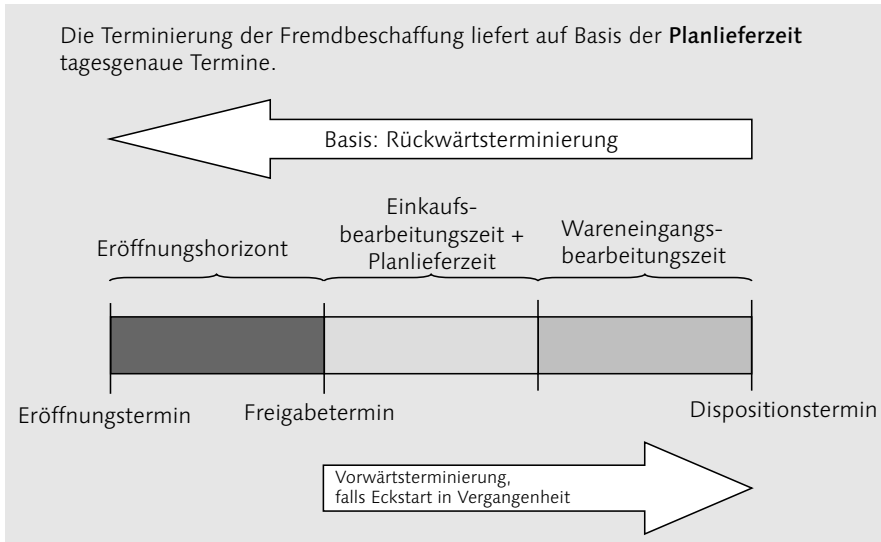 Die Terminierung der Fremdbeschaffung liefert auf Basis der Planlieferzeit
tagesgenaue Termine.
Basis: Rückwärtsterminierung
Eröffnungshorizont
Einkaufs-
bearbeitungszeit +
Planlieferzeit
Wareneingangs-
bearbeitungszeit
Eröffnungstermin
Freigabetermin
Dispositionstermin
Vorwärtsterminierung,
falls Eckstart in Vergangenheit